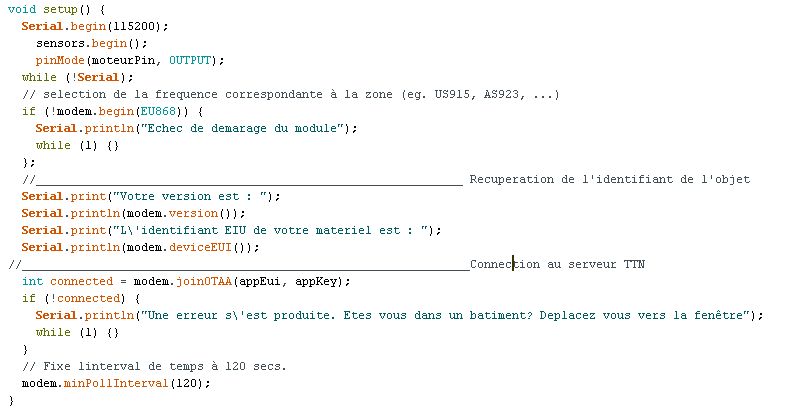 void setup() {
  Serial.begin(115200);
    sensors.begin();
    pinMode(moteurPin, OUTPUT);
  while (!Serial);
  // selection de la frequence correspondante à la zone (eg. US915, AS923, ...)
  if (!modem.begin(EU868)) {
    Serial.println("Echec de demarage du module");
    while (1) {}
  };
  //_____________________________________________________________ Recuperation de l'identifiant de l'objet
  Serial.print("Votre version est : ");
  Serial.println(modem.version());
  Serial.print("L\'identifiant EIU de votre materiel est : ");
  Serial.println(modem.deviceEUI());
//________________________________________________________________Connection au serveur TTN
  int connected = modem.joinOTAA(appEui, appKey);
  if (!connected) {
    Serial.println("Une erreur s\'est produite. Etes vous dans un batiment? Deplacez vous vers la fenêtre");
    while (1) {}
  }
  // Fixe linterval de temps à 120 secs.
  modem.minPollInterval(120);
}